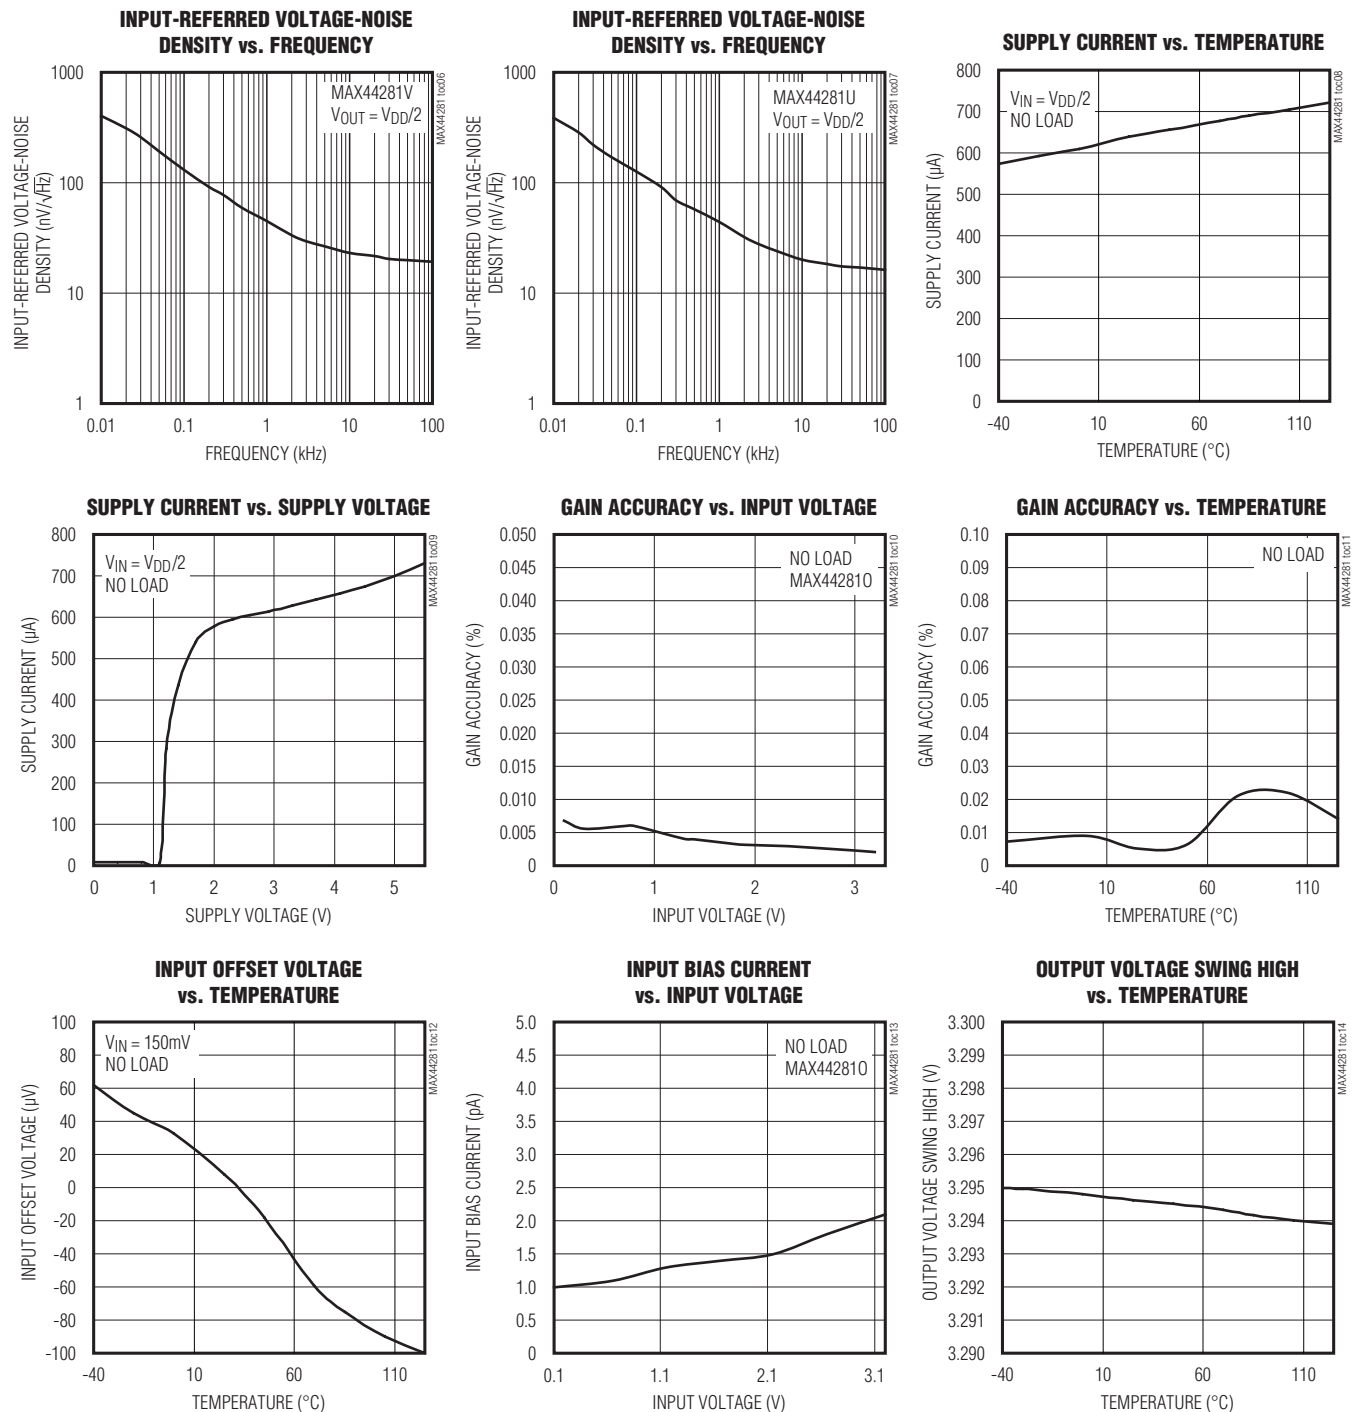 INPUT-REFERRED VOLTAGE-NOISE
DENSITY vs. FREQUENCY
1000
100
10
1
INPUT-REFERRED VOLTAGE-NOISE
DENSITY (nV/√Hz)
MAX44281V
VOUT = VDD/2
MAX44281 toc06
0.01
0.1
1
10
100
FREQUENCY (kHz)
INPUT-REFERRED VOLTAGE-NOISE
DENSITY vs. FREQUENCY
1000
100
10
1
INPUT-REFERRED VOLTAGE-NOISE
DENSITY (nV/√Hz)
MAX44281U
VOUT = VDD/2
MAX44281 toc07
0.01
0.1
1
10
100
FREQUENCY (kHz)
SUPPLY CURRENT vs. TEMPERATURE
800
700
600
500
400
300
200
100
0
SUPPLY CURRENT (µA)
VIN = VDD/2
NO LOAD
MAX44281 toc08
-40
10
60
110
TEMPERATURE (°C)
SUPPLY CURRENT vs. SUPPLY VOLTAGE
800
700
600
500
400
300
200
100
0
SUPPLY CURRENT (µA)
VIN = VDD/2
NO LOAD
MAX44281 toc09
0
1
2
3
4
5
SUPPLY VOLTAGE (V)
GAIN ACCURACY vs. INPUT VOLTAGE
0.050
0.045
0.040
0.035
0.030
0.025
0.020
0.015
0.010
0.005
0
GAIN ACCURACY (%)
NO LOAD
MAX44281O
MAX44281 toc10
0
1
2
3
INPUT VOLTAGE (V)
GAIN ACCURACY vs. TEMPERATURE
0.10
0.09
0.08
0.07
0.06
0.05
0.04
0.03
0.02
0.01
0
GAIN ACCURACY (%)
NO LOAD
MAX44281 toc11
-40
10
60
110
TEMPERATURE (°C)
INPUT OFFSET VOLTAGE
vs. TEMPERATURE
100
80
60
40
20
0
-20
-40
-60
-80
-100
INPUT OFFSET VOLTAGE (µV)
VIN = 150mV
NO LOAD
MAX44281 toc12
-40
10
60
110
TEMPERATURE (°C)
INPUT BIAS CURRENT
vs. INPUT VOLTAGE
5.0
4.5
4.0
3.5
3.0
2.5
2.0
1.5
1.0
0.5
0
INPUT BIAS CURRENT (pA)
NO LOAD
MAX44281O
MAX44281 toc13
0.1
1.1
2.1
3.1
INPUT VOLTAGE (V)
OUTPUT VOLTAGE SWING HIGH
vs. TEMPERATURE
3.300
3.299
3.298
3.297
3.296
3.295
3.294
3.293
3.292
3.291
3.290
OUTPUT VOLTAGE SWING HIGH (V)
MAX44281 toc14
-40
10
60
110
TEMPERATURE (°C)